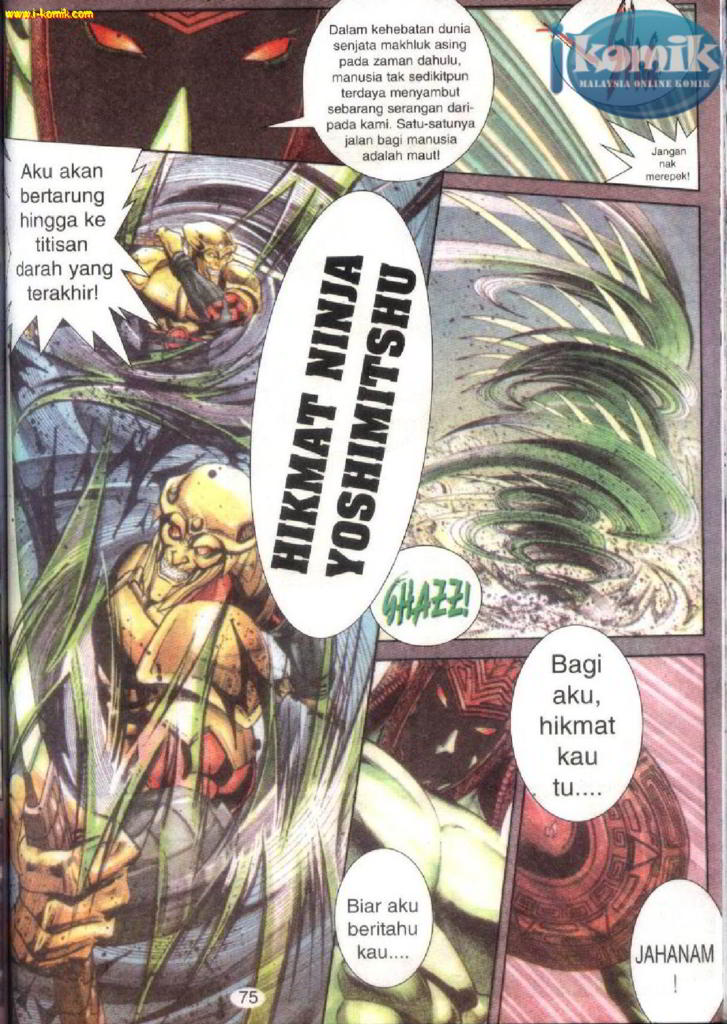 www.i-komik.com
Dalam kehebatan dunia
senjata makhluk asing
pada zaman dahulu,
manusia tak sedikitpun
terdaya menyambut
sebarang serangan dari-
pada kami. Satu-satunya
jalan bagi manusia
adalah maut!
ikomik
MALAYSIA ONLINE KOMIK
Jangan
nak
merepek!
Aku akan
bertarung
hingga ke
titisan
darah yang
terakhir!
HIKMAT NINJA
YOSHIMITSHU
GHAZZ!
Bagi
aku,
hikmat
kau
tu....
Biar aku
beritahu
kau....
JAHANAM
!
75